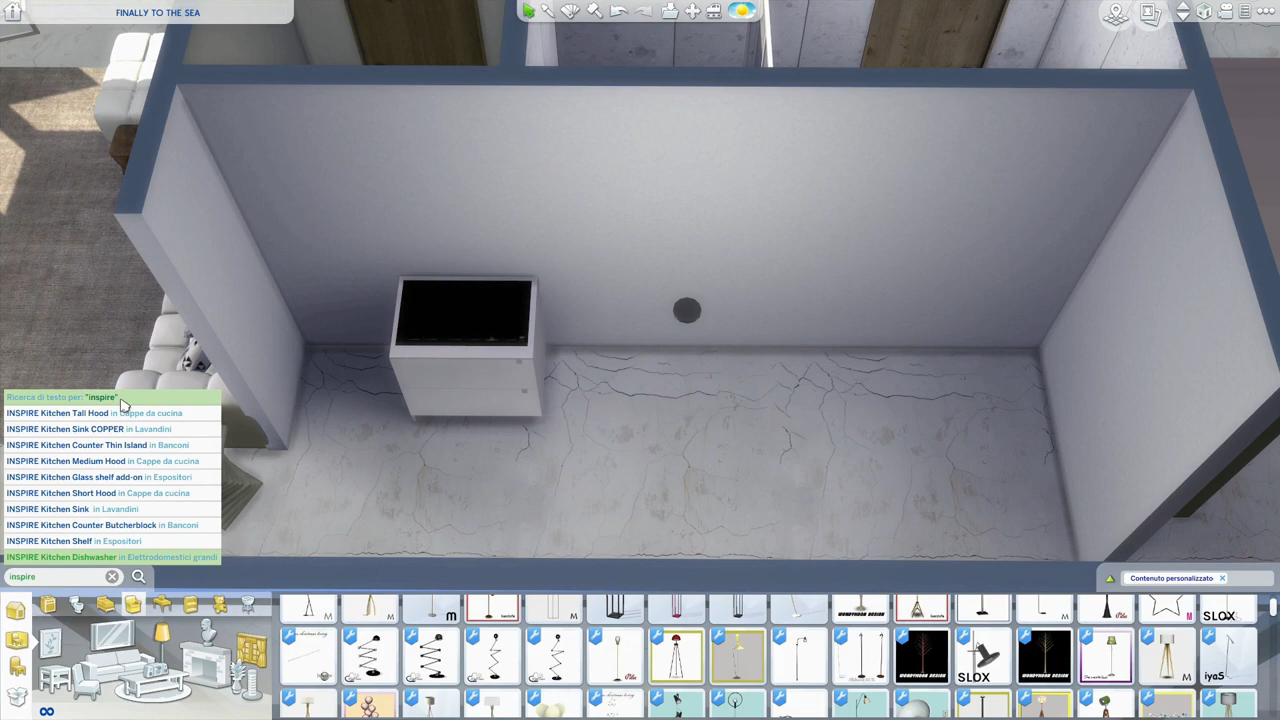 FINALLY TO THE SEA
Ricerca di testo per: "inspire"
INSPIRE Kitchen Tall Hood in Cappe da cucina
INSPIRE Kitchen Sink COPPER in Lavandini
INSPIRE Kitchen Counter Thin Island in Banconi
INSPIRE Kitchen Medium Hood in Cappe da cucina
INSPIRE Kitchen Glass shelf add-on in Espositori
INSPIRE Kitchen Short Hood in Cappe da cucina
INSPIRE Kitchen Sink in Lavandini
INSPIRE Kitchen Counter Butcherblock in Banconi
INSPIRE Kitchen Shelf in Espositori
INSPIRE Kitchen Dishwasher in Elettrodomestici grandi
inspire
Contenuto personalizzato
M M m M M M SLOX
SLOX M iyaS
M